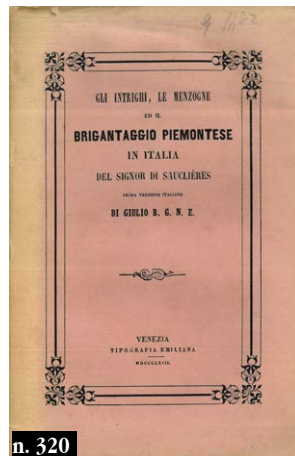 GLI INTRIGHI, LE MENZOGNE
ED IL
BRIGANTAGGIO PIEMONTESE
IN ITALIA
DEL SIGNOR DI SAUCLIÈRES
PRIMA VERSIONE ITALIANA
DI GIULIO B. G. N. E.
VENEZIA
TIPOGRAFIA EMILIANA
MDCCCLXIII.
n. 320